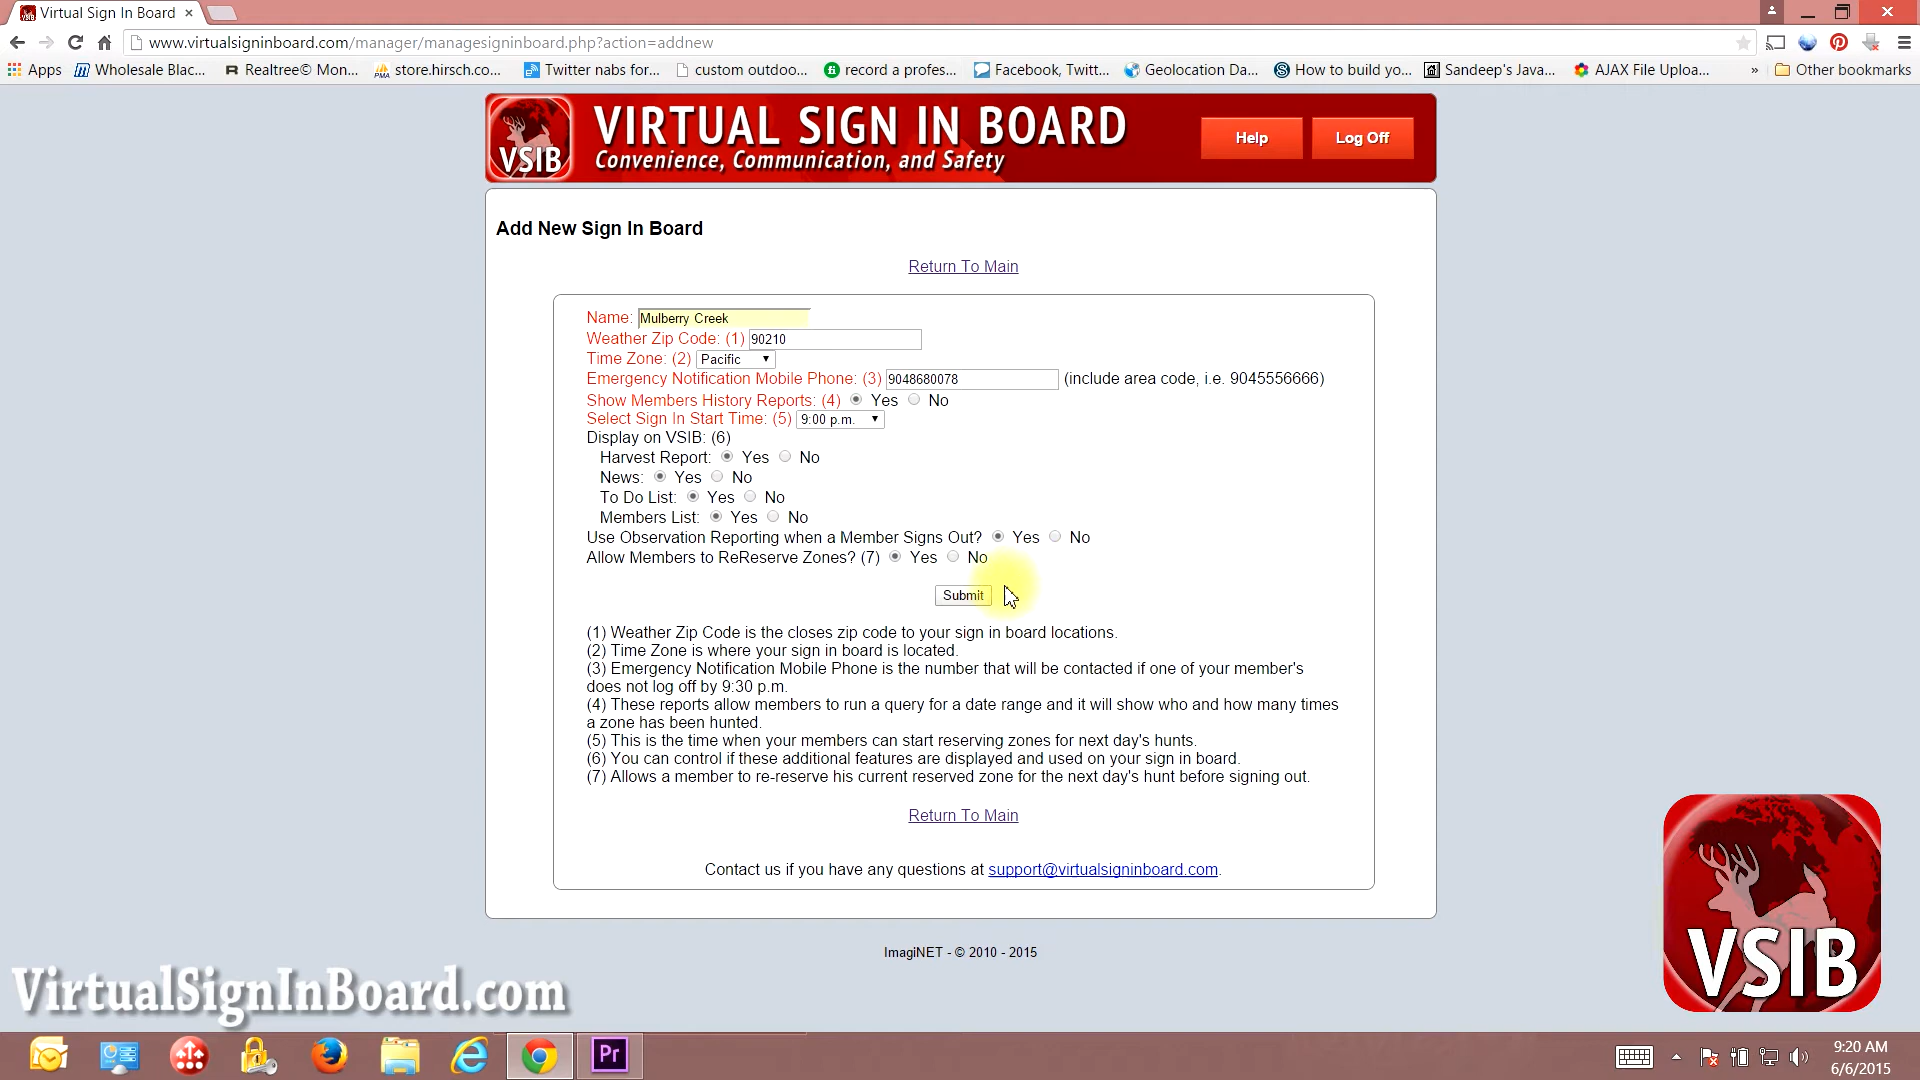 Virtual Sign In Board
www.virtualsigninboard.com/manager/managesigninboard.php?action=addnew
Apps Wholesale Blac... Realtree© Mon... store.hirsch.co... Twitter nabs for... custom outdoo... record a profes... Facebook, Twitt... Geolocation Da... How to build yo... Sandeep's Java... AJAX File Uploa... » Other bookmarks
VSIB
VIRTUAL SIGN IN BOARD
Convenience, Communication, and Safety
Help Log Off
Add New Sign In Board
Return To Main
Name: Mulberry Creek
Weather Zip Code: (1) 90210
Time Zone: (2) Pacific
Emergency Notification Mobile Phone: (3) 9048680078 (include area code, i.e. 9045556666)
Show Members History Reports: (4) Yes No
Select Sign In Start Time: (5) 9:00 p.m.
Display on VSIB: (6)
Harvest Report: Yes No
News: Yes No
To Do List: Yes No
Members List: Yes No
Use Observation Reporting when a Member Signs Out? Yes No
Allow Members to ReReserve Zones? (7) Yes No
Submit
(1) Weather Zip Code is the closes zip code to your sign in board locations.
(2) Time Zone is where your sign in board is located.
(3) Emergency Notification Mobile Phone is the number that will be contacted if one of your member's
does not log off by 9:30 p.m.
(4) These reports allow members to run a query for a date range and it will show who and how many times
a zone has been hunted.
(5) This is the time when your members can start reserving zones for next day's hunts.
(6) You can control if these additional features are displayed and used on your sign in board.
(7) Allows a member to re-reserve his current reserved zone for the next day's hunt before signing out.
Return To Main
Contact us if you have any questions at support@virtualsigninboard.com.
ImagiNET - © 2010 - 2015
VirtualSignInBoard.com
VSIB
Pr
9:20 AM
6/6/2015